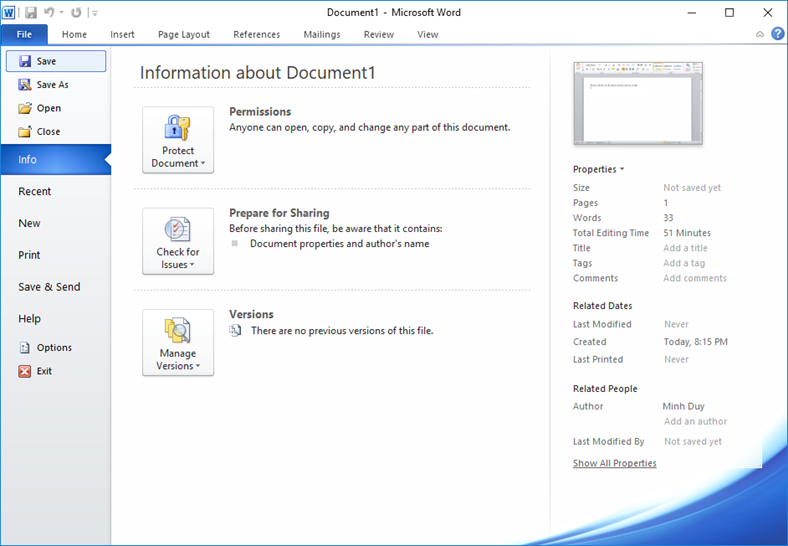 Document1 - Microsoft Word
File Home Insert Page Layout References Mailings Review View
Save
Save As
Open
Close
Info
Recent
New
Print
Save & Send
Help
Options
Exit
Information about Document1
Protect
Document
Permissions
Anyone can open, copy, and change any part of this document.
Check for
Issues
Prepare for Sharing
Before sharing this file, be aware that it contains:
Document properties and author's name
Manage
Versions
Versions
There are no previous versions of this file.
Properties
Size Not saved yet
Pages 1
Words 33
Total Editing Time 51 Minutes
Title Add a title
Tags Add a tag
Comments Add comments
Related Dates
Last Modified Never
Created Today, 8:15 PM
Last Printed Never
Related People
Author Minh Duy
Add an author
Last Modified By Not saved yet
Show All Properties